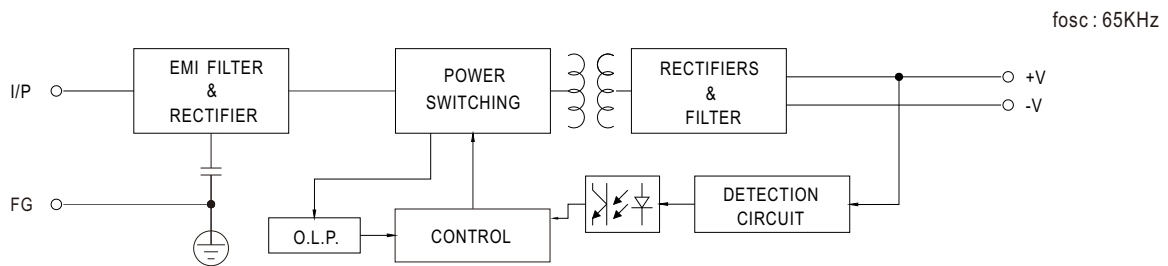 fosc : 65KHz
EMI FILTER
&
RECTIFIER
POWER
SWITCHING
RECTIFIERS
&
FILTER
I/P
+V
-V
FG
O.L.P.
CONTROL
DETECTION
CIRCUIT